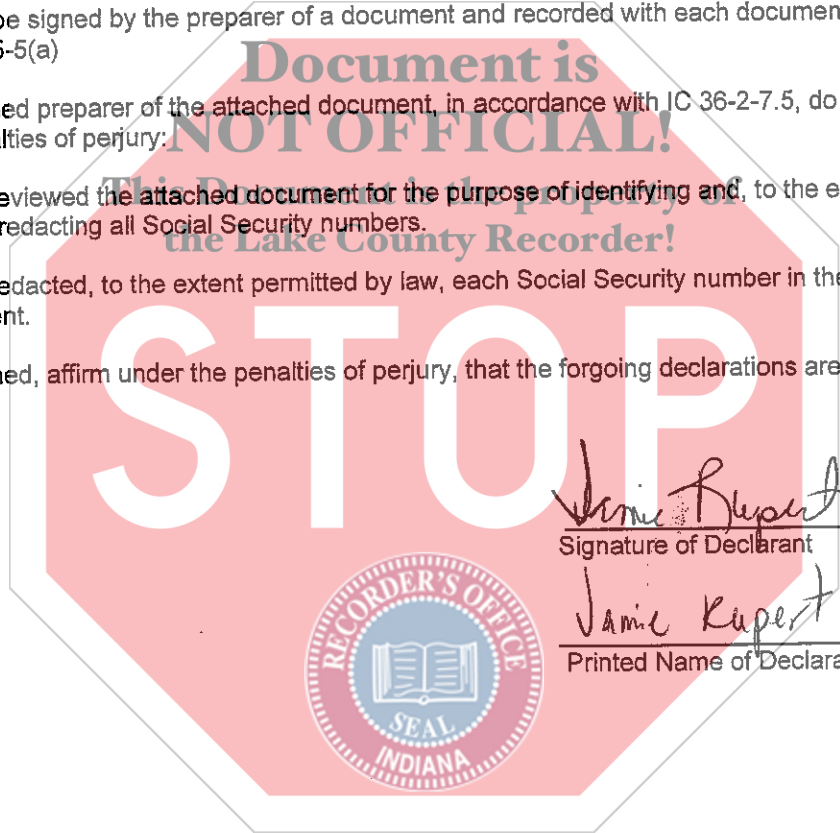 be signed by the preparer of a document and recorded with each documen
5-5(a)
Document is
ed preparer of the attached document, in accordance with IC 36-2-7.5, do
lties of perjury:
NOT OFFICIAL!
eviewed the attached document for the purpose of identifying and, to the e
This Document is the property of
redacting all Social Security numbers.
the Lake County Recorder!
edacted, to the extent permitted by law, each Social Security number in the
ent.
STOP
ned, affirm under the penalties of perjury, that the forgoing declarations are
Jamie Rupert
Signature of Declarant
Jamie Rupert
Printed Name of Declara
RECORDER'S OFFICE
SEAL
INDIANA